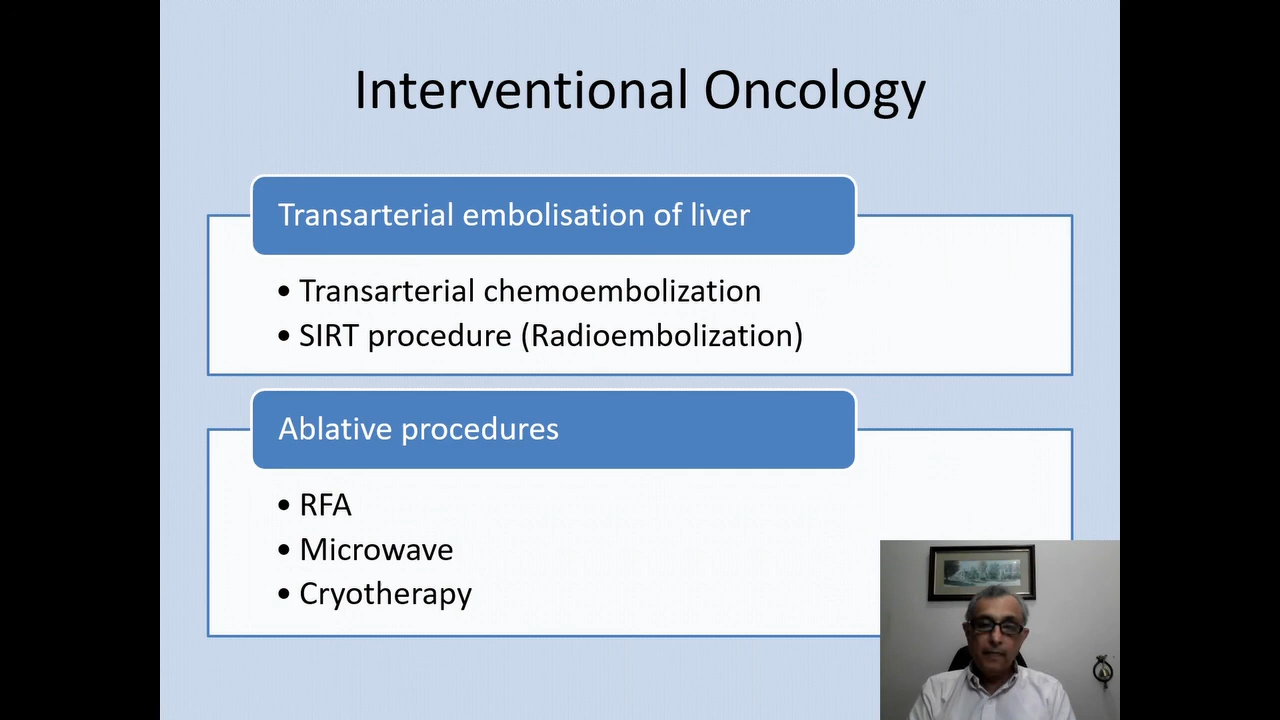 Interventional Oncology
Transarterial embolisation of liver
• Transarterial chemoembolization
• SIRT procedure (Radioembolization)
Ablative procedures
• RFA
• Microwave
• Cryotherapy